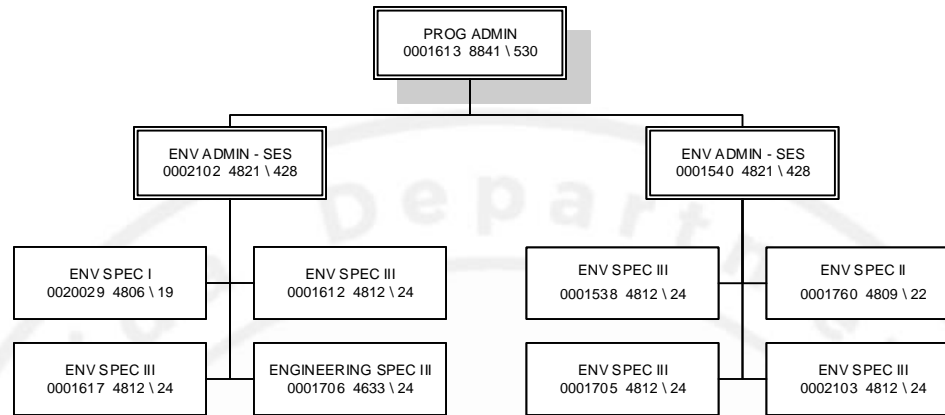 PROG ADMIN
0001613 8841 \ 530
ENV ADMIN - SES
0002102 4821 \ 428
ENV ADMIN - SES
0001540 4821 \ 428
ENV SPEC I
0020029 4806 \ 19
ENV SPEC III
0001612 4812 \ 24
ENV SPEC III
0001538 4812 \ 24
ENV SPEC II
0001760 4809 \ 22
ENV SPEC III
0001617 4812 \ 24
ENGINEERING SPEC III
0001706 4633 \ 24
ENV SPEC III
0001705 4812 \ 24
ENV SPEC III
0002103 4812 \ 24